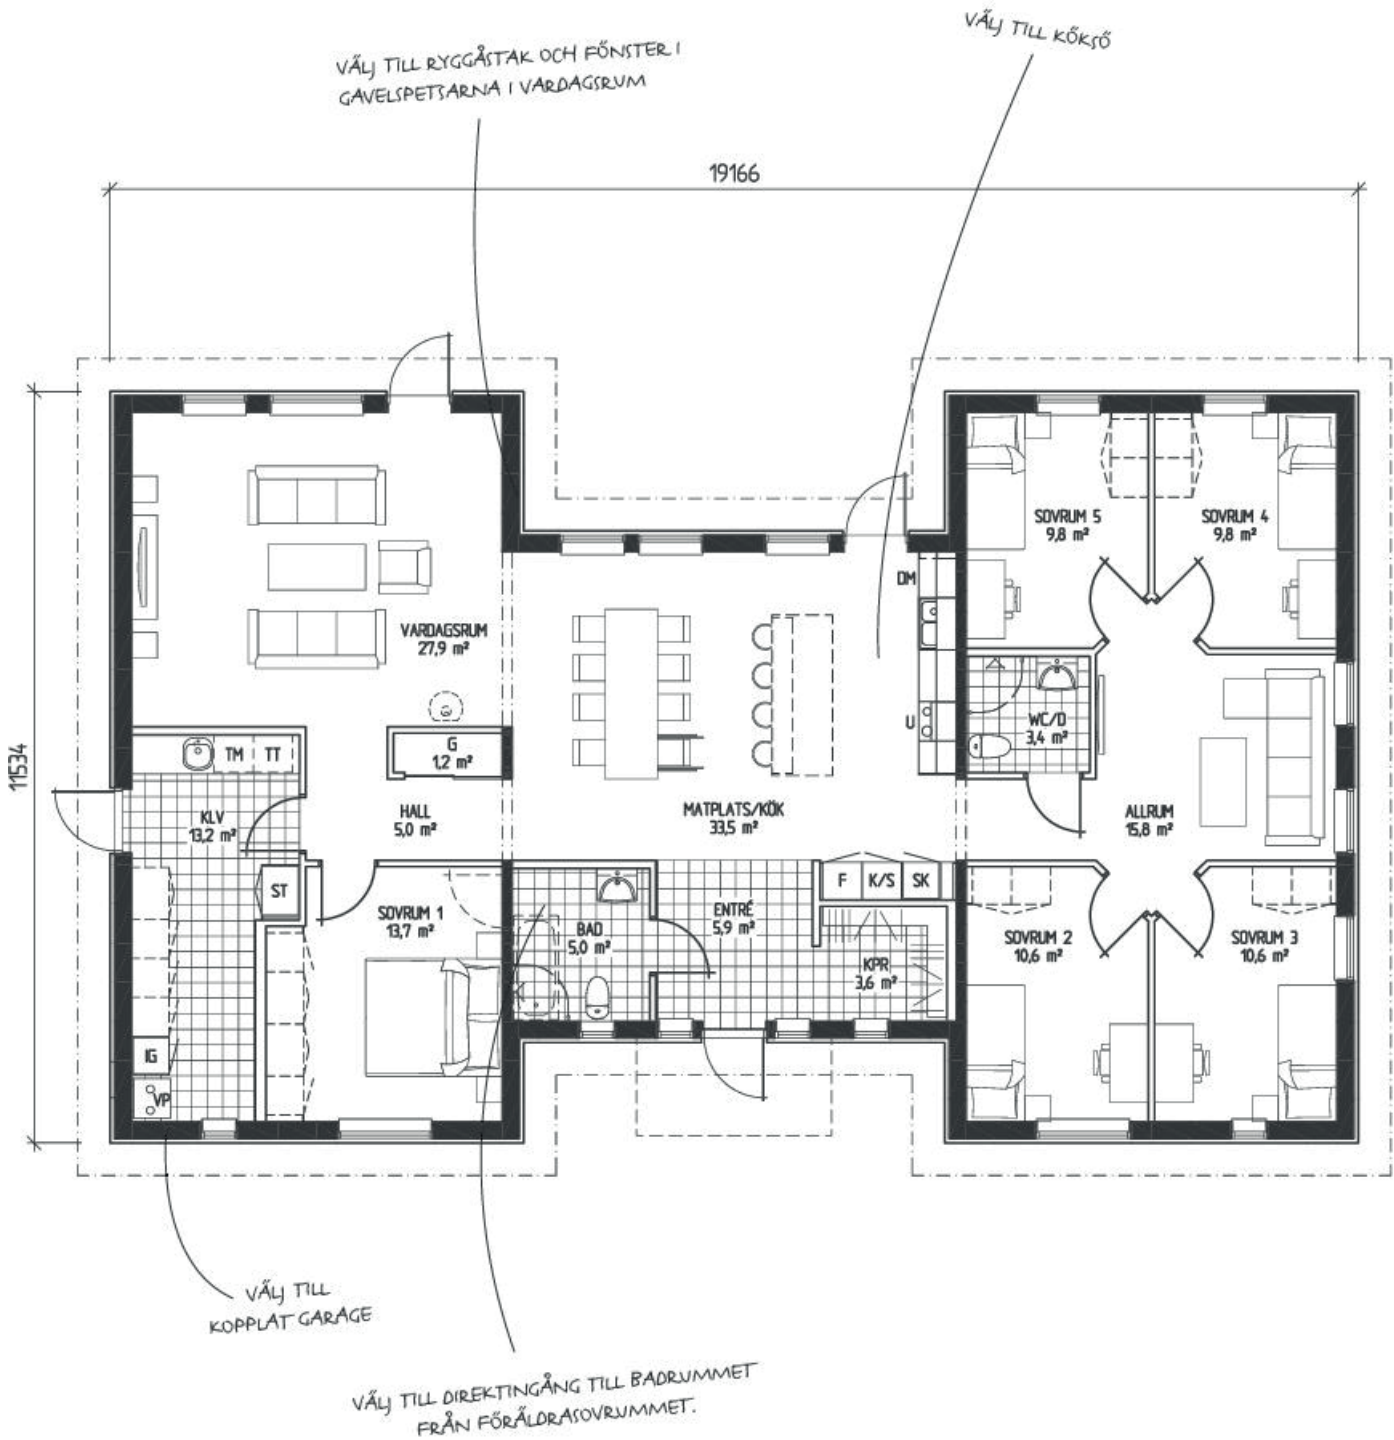 VÄLJ TILL RYGGÅSTAK OCH FÖNSTER I
GAVELSPETSARNA I VARDAGSRUM
VÄLJ TILL KÖKSÖ
19166
11534
SOVRUM 5
9,8 m²
SOVRUM 4
9,8 m²
DM
VARDAGSRUM
27,9 m²
U
WC/D
3,4 m²
TM
TT
G
1,2 m²
KLV
13,2 m²
HALL
5,0 m²
MATPLATS/KÖK
33,5 m²
ALLRUM
15,8 m²
ST
F
K/S
SK
SOVRUM 1
13,7 m²
BAD
5,0 m²
ENTRÉ
5,9 m²
KPR
3,6 m²
SOVRUM 2
10,6 m²
SOVRUM 3
10,6 m²
IG
VP
VÄLJ TILL
KOPPLAT GARAGE
VÄLJ TILL DIREKTINGÅNG TILL BADRUMMET
FRÅN FÖRÄLDRASOVRUMMET.